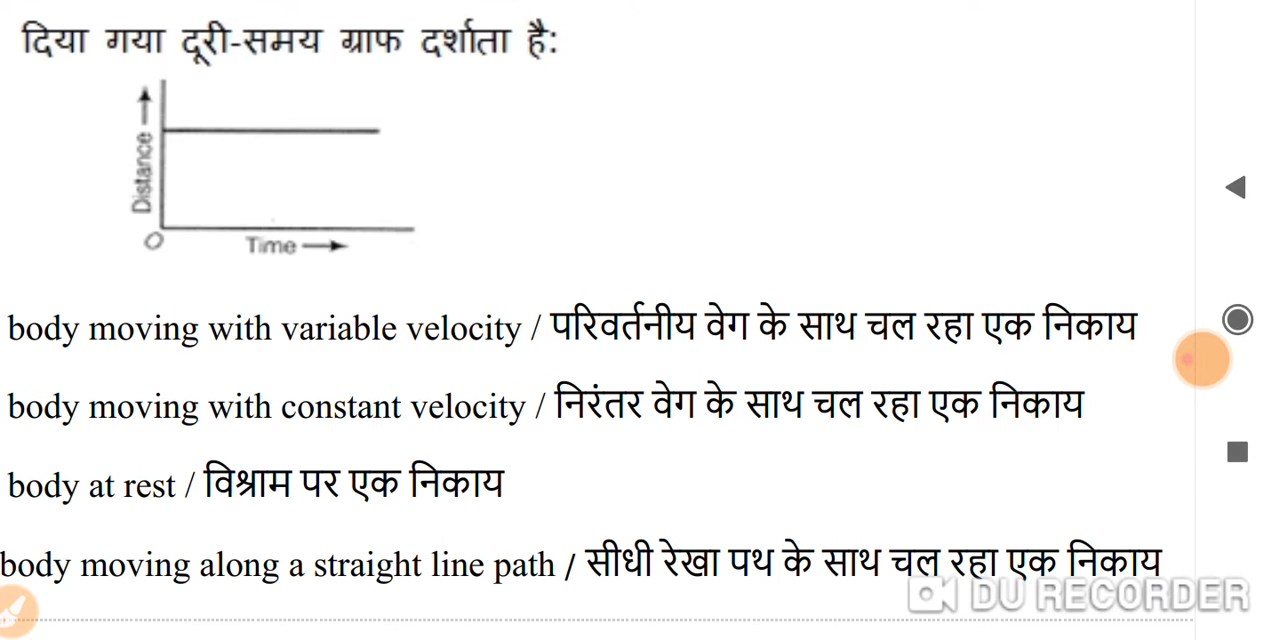 दिया गया दूरी-समय ग्राफ दर्शाता है:
Distance
O
Time
body moving with variable velocity / परिवर्तनीय वेग के साथ चल रहा एक निकाय
body moving with constant velocity / निरंतर वेग के साथ चल रहा एक निकाय
body at rest / विश्राम पर एक निकाय
body moving along a straight line path / सीधी रेखा पथ के साथ चल रहा एक निकाय
DU RECORDER